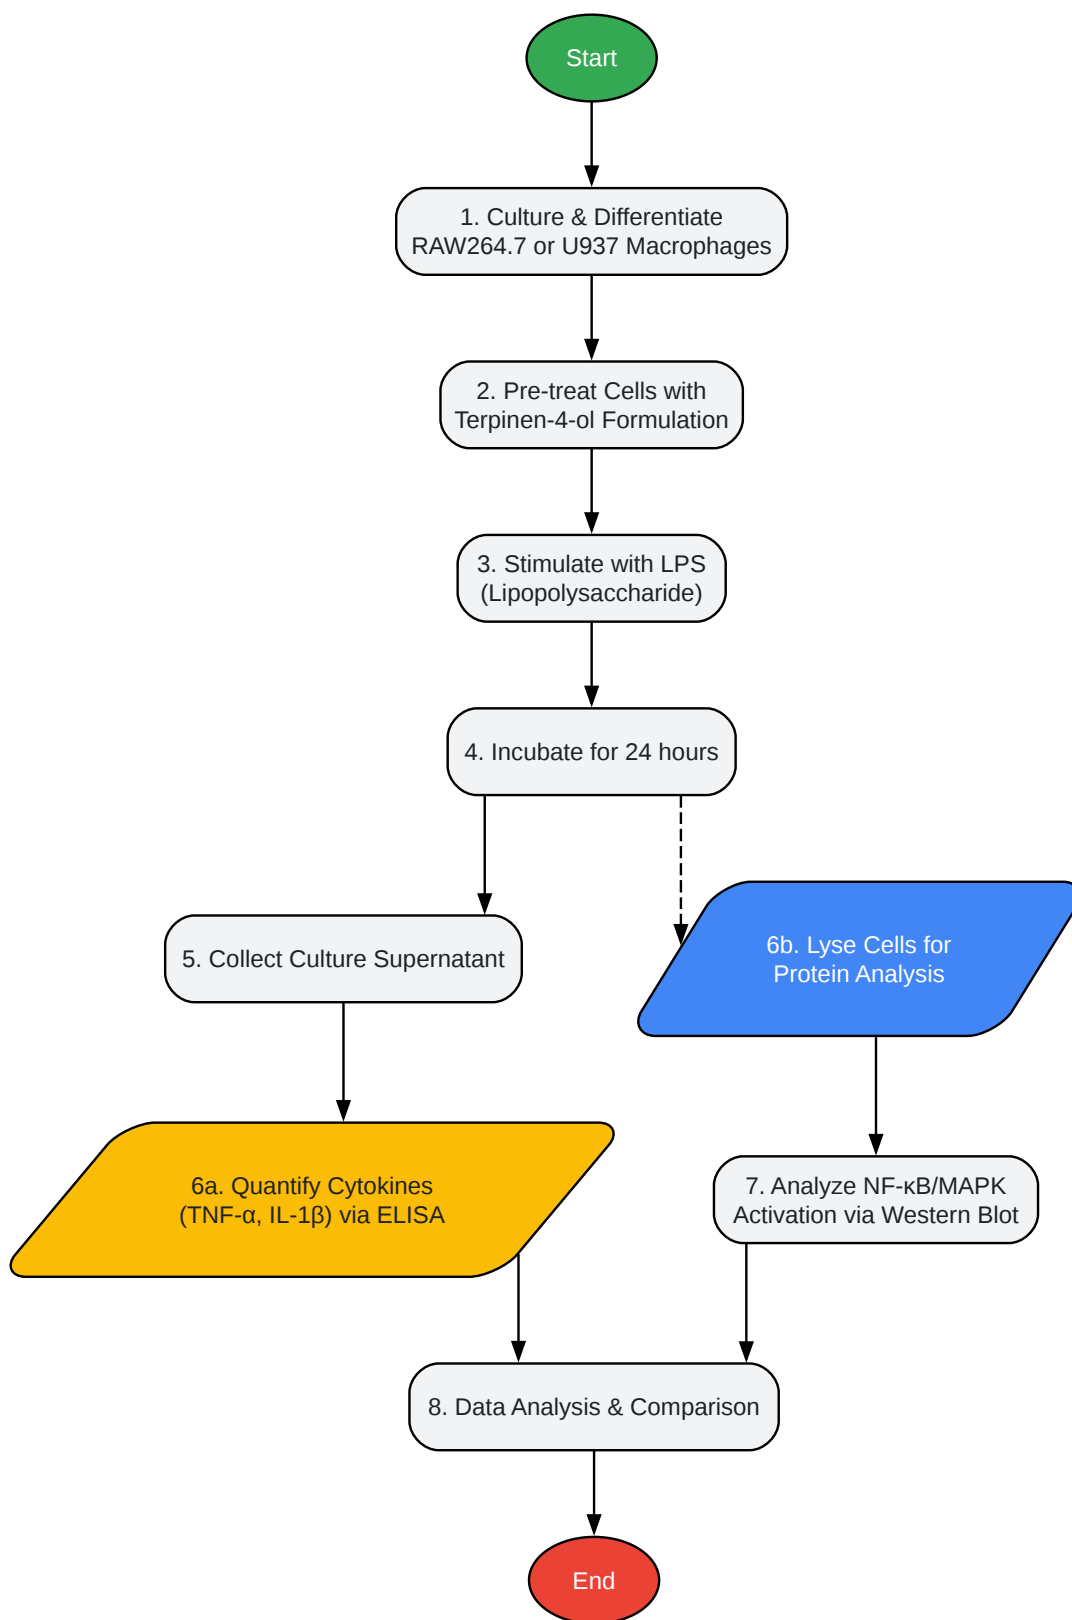 Start
1. Culture & Differentiate
RAW264.7 or U937 Macrophages
2. Pre-treat Cells with
Terpinen-4-ol Formulation
3. Stimulate with LPS
(Lipopolysaccharide)
4. Incubate for 24 hours
5. Collect Culture Supernatant
6b. Lyse Cells for
Protein Analysis
6a. Quantify Cytokines
(TNF-α, IL-1β) via ELISA
7. Analyze NF-κB/MAPK
Activation via Western Blot
8. Data Analysis & Comparison
End